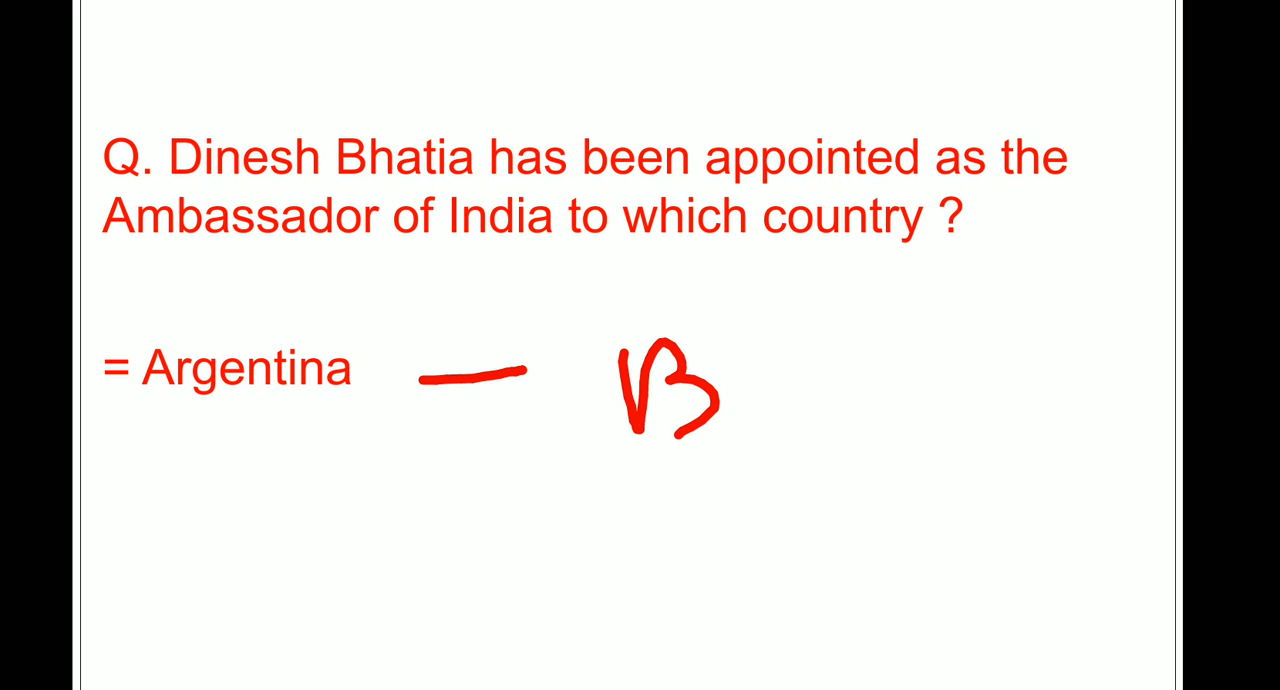 Q. Dinesh Bhatia has been appointed as the
Ambassador of India to which country ?
= Argentina — B